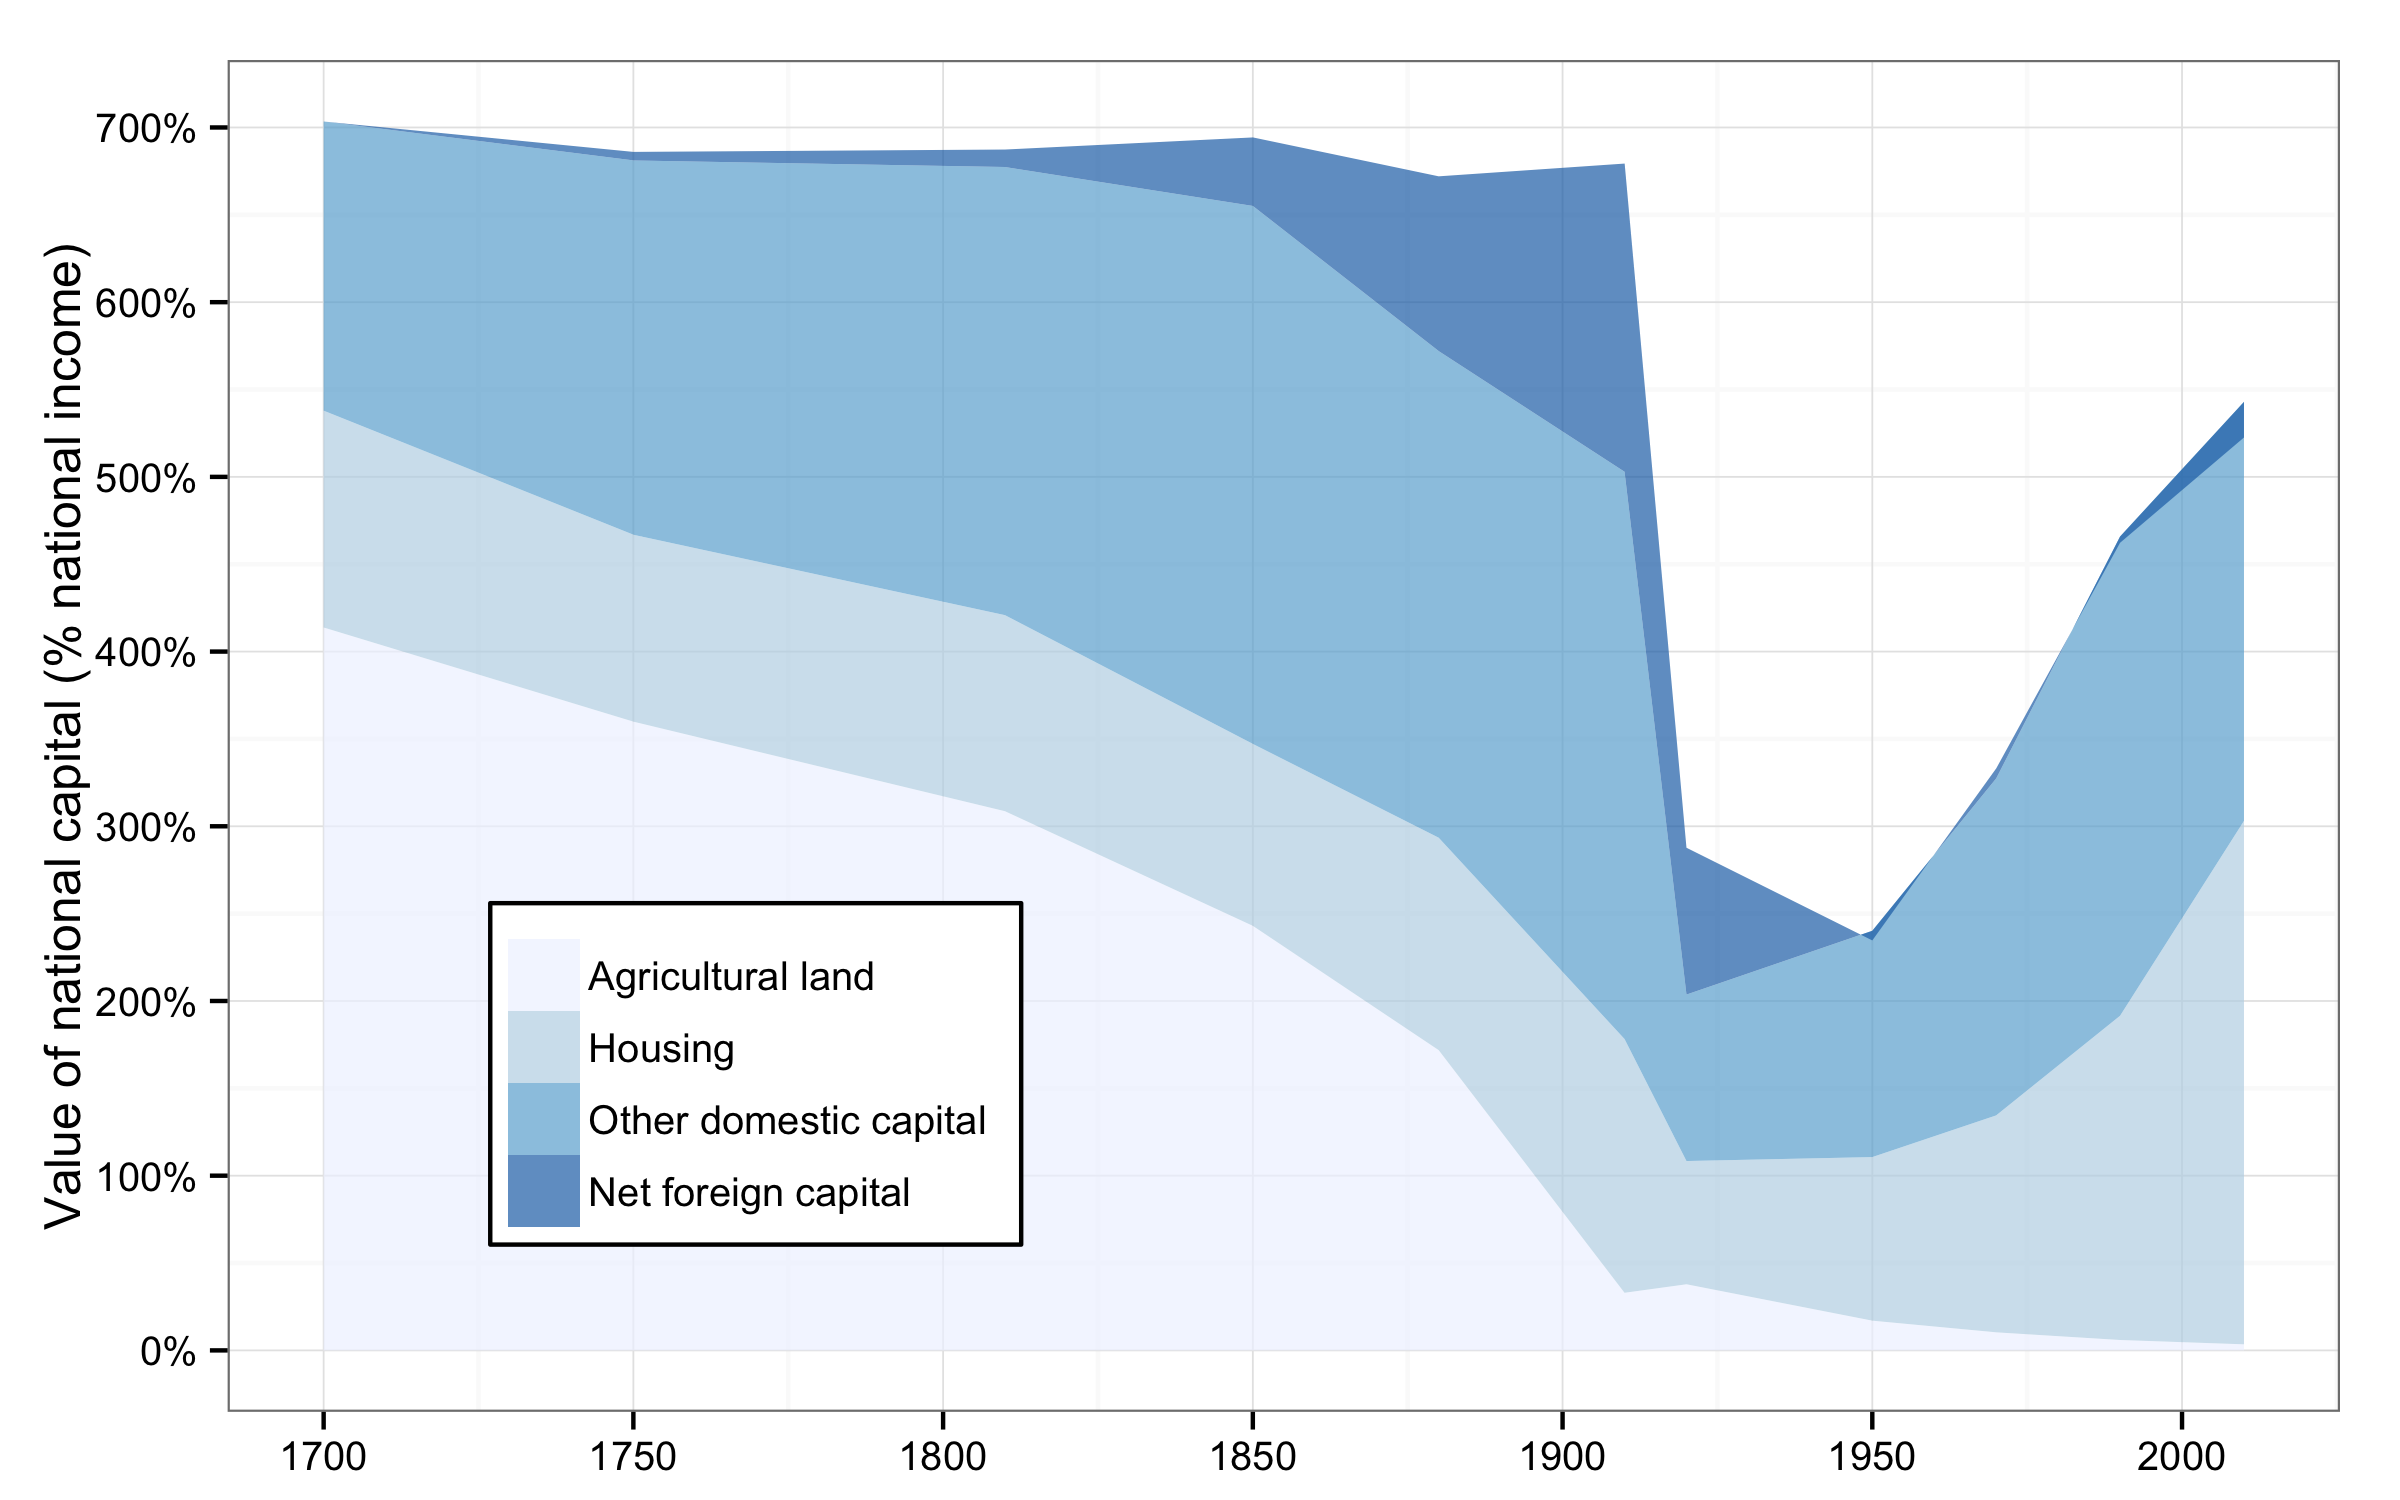 Value of national capital (% national income)
700%
600%
500%
400%
300%
200%
100%
0%
Agricultural land
Housing
Other domestic capital
Net foreign capital
1700 1750 1800 1850 1900 1950 2000